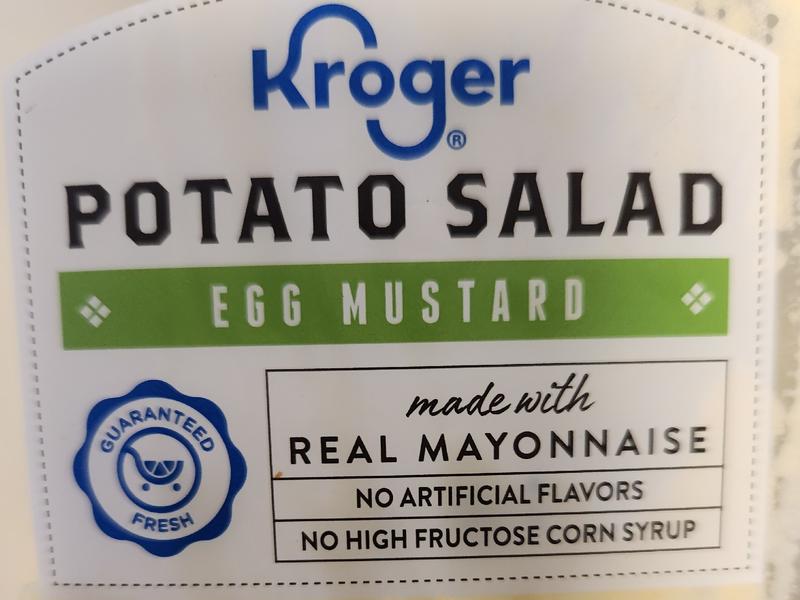 Kroger®
POTATO SALAD
EGG MUSTARD
GUARANTEED
FRESH
made with
REAL MAYONNAISE
NO ARTIFICIAL FLAVORS
NO HIGH FRUCTOSE CORN SYRUP